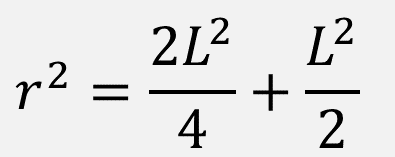 r² = 2L²/4 + L²/2